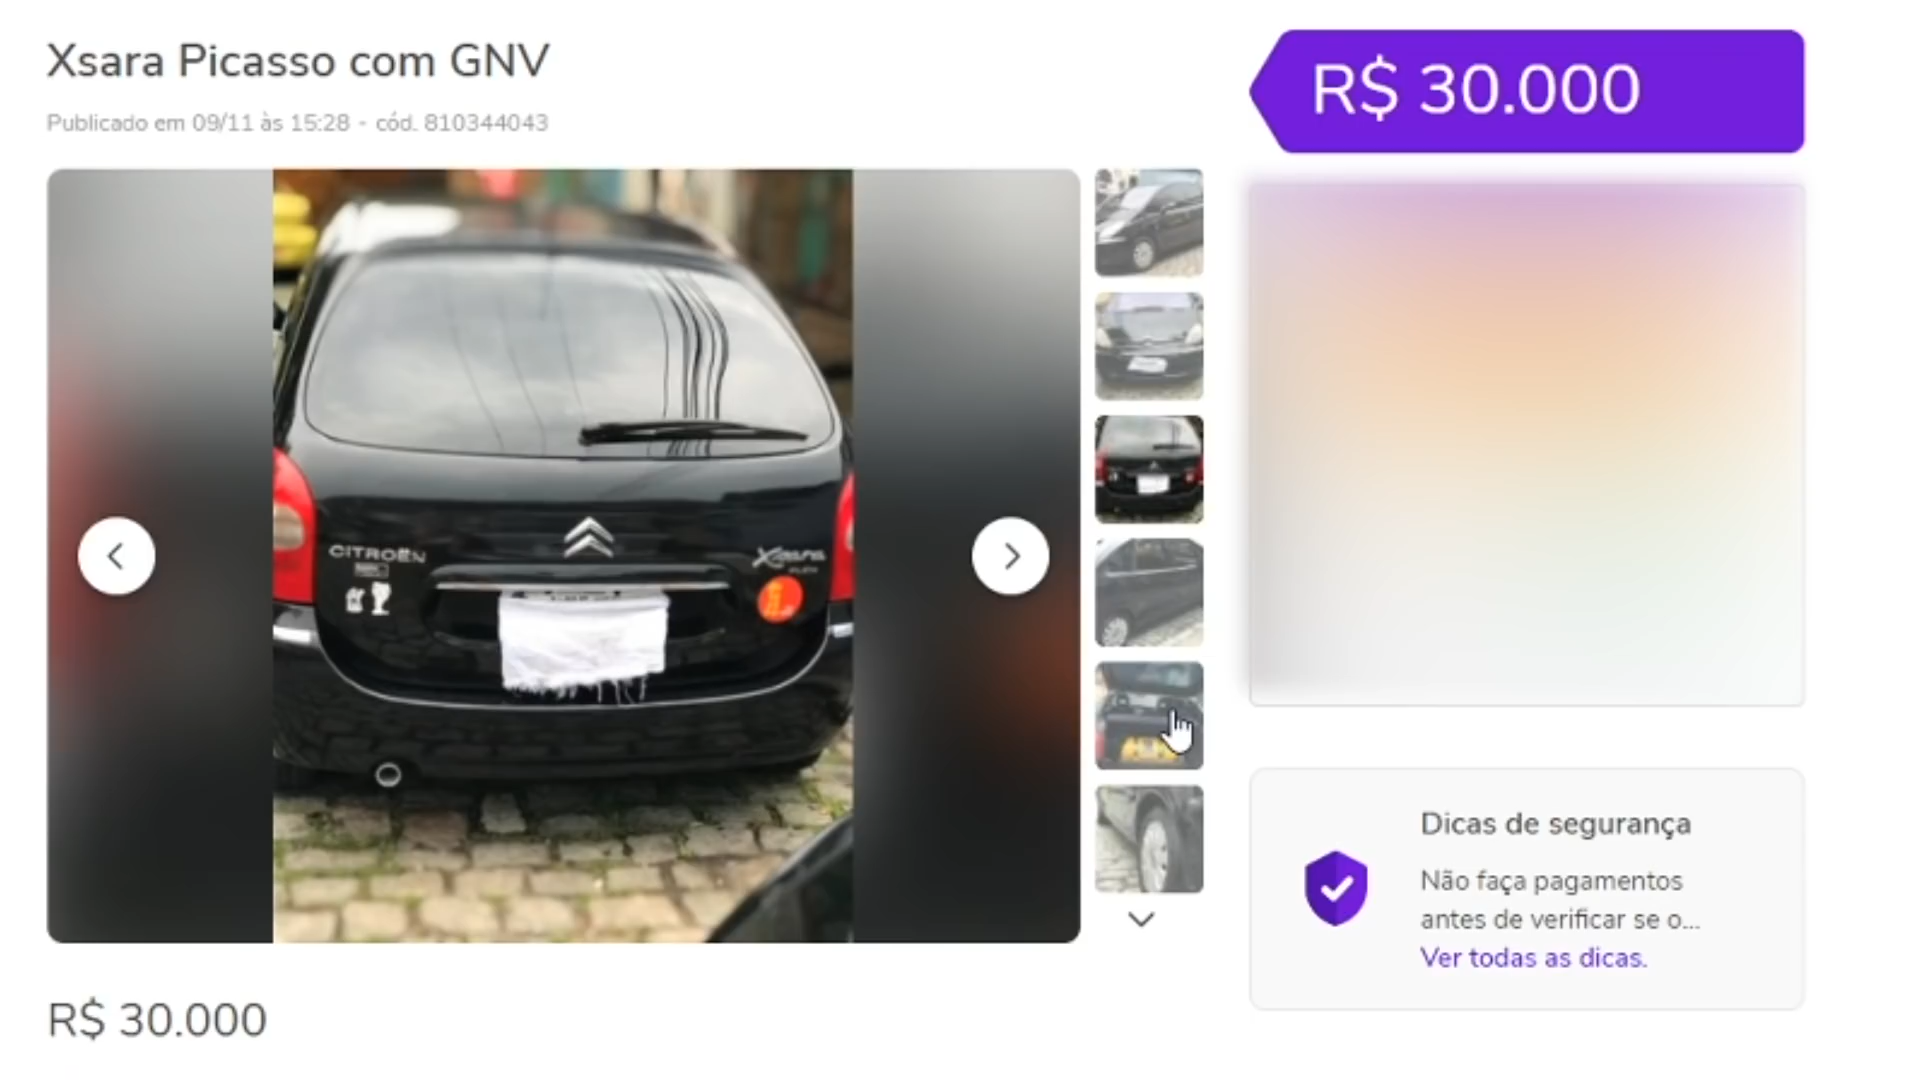 Xsara Picasso com GNV
Publicado em 09/11 às 15:28 - cód. 810344043
R$ 30.000
CITROËN
Xsara
Dicas de segurança
Não faça pagamentos
antes de verificar se o...
Ver todas as dicas.
R$ 30.000